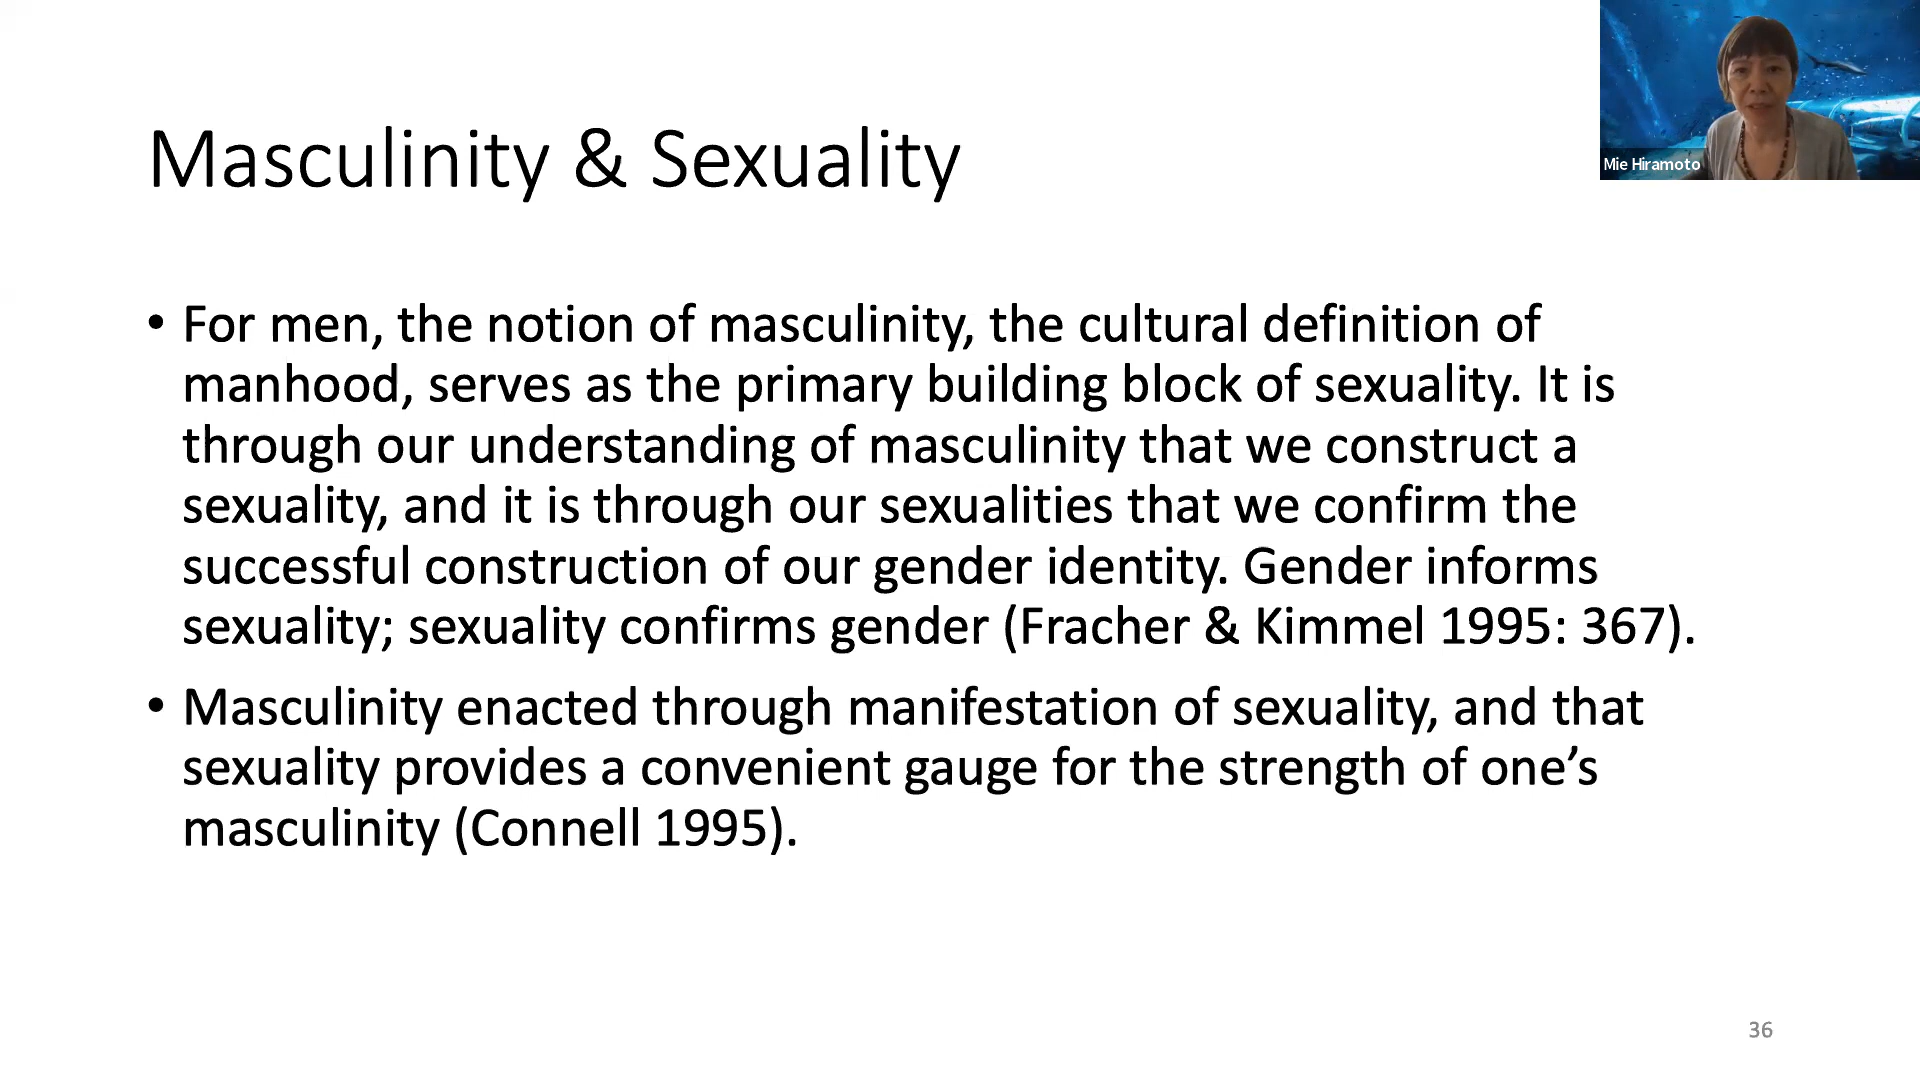 Mie Hiramoto
Masculinity & Sexuality
• For men, the notion of masculinity, the cultural definition of
manhood, serves as the primary building block of sexuality. It is
through our understanding of masculinity that we construct a
sexuality, and it is through our sexualities that we confirm the
successful construction of our gender identity. Gender informs
sexuality; sexuality confirms gender (Fracher & Kimmel 1995: 367).
• Masculinity enacted through manifestation of sexuality, and that
sexuality provides a convenient gauge for the strength of one’s
masculinity (Connell 1995).
36